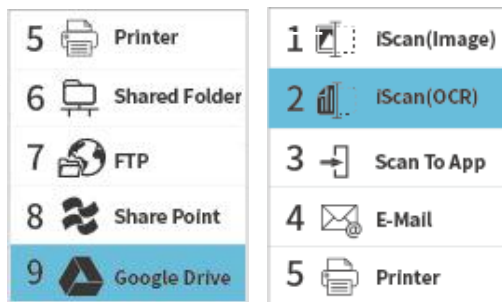 5 Printer
6 Shared Folder
7 FTP
8 Share Point
9 Google Drive
1 iScan(Image)
2 iScan(OCR)
3 Scan To App
4 E-Mail
5 Printer